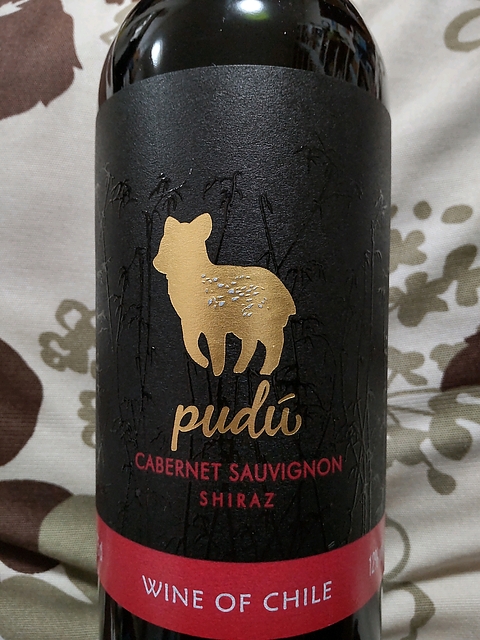 pudú
CABERNET SAUVIGNON
SHIRAZ
WINE OF CHILE